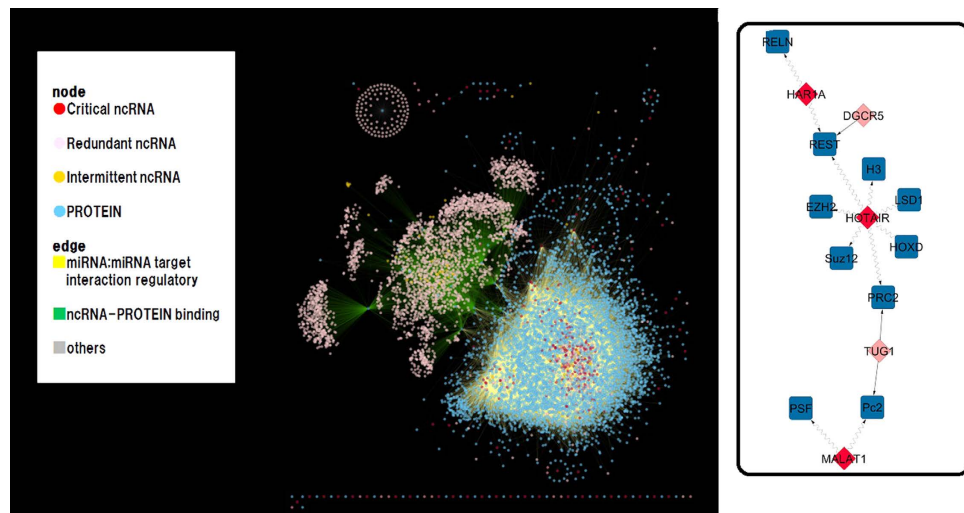 node
Critical ncRNA
Redundant ncRNA
Intermittent ncRNA
PROTEIN
edge
miRNA:miRNA target
interaction regulatory
ncRNA-PROTEIN binding
others
RELN
HAR1A
DGCR5
REST
H3
LSD1
EZH2
HOTAIR
HOXD
Suz12
PRC2
TUG1
PSF
Pc2
MALAT1